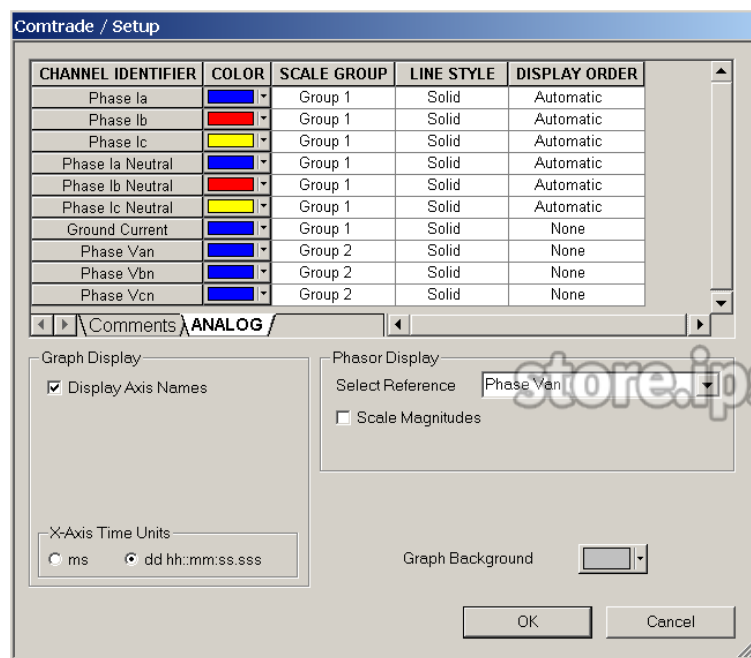 Comtrade / Setup
CHANNEL IDENTIFIER COLOR SCALE GROUP LINE STYLE DISPLAY ORDER
Phase Ia Group 1 Solid Automatic
Phase Ib Group 1 Solid Automatic
Phase Ic Group 1 Solid Automatic
Phase Ia Neutral Group 1 Solid Automatic
Phase Ib Neutral Group 1 Solid Automatic
Phase Ic Neutral Group 1 Solid Automatic
Ground Current Group 1 Solid None
Phase Van Group 2 Solid None
Phase Vbn Group 2 Solid None
Phase Vcn Group 2 Solid None
Comments ANALOG
Graph Display
Display Axis Names
Phasor Display
Select Reference Phase Van
Scale Magnitudes
store.ips
X-Axis Time Units
ms dd hh::mm:ss.sss
Graph Background
OK Cancel